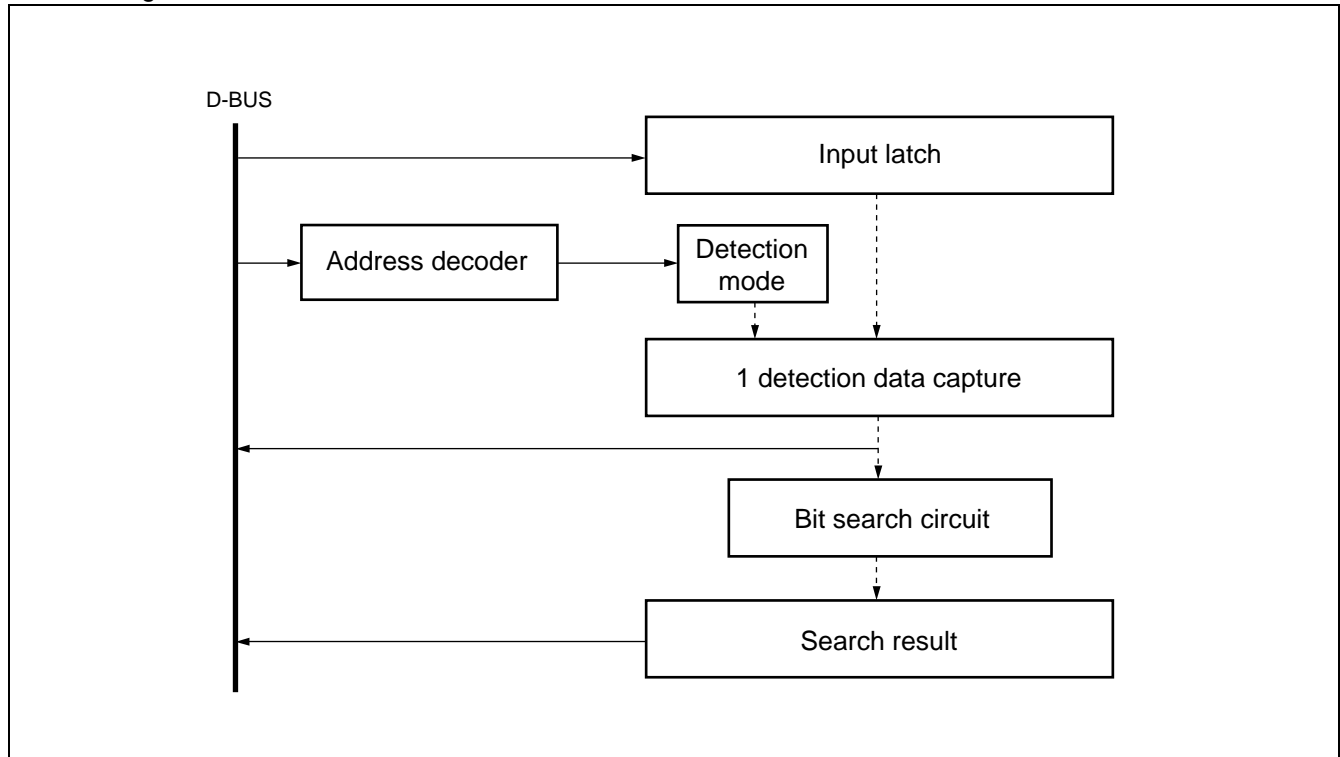 D-BUS
Input latch
Address decoder
Detection
mode
1 detection data capture
Bit search circuit
Search result